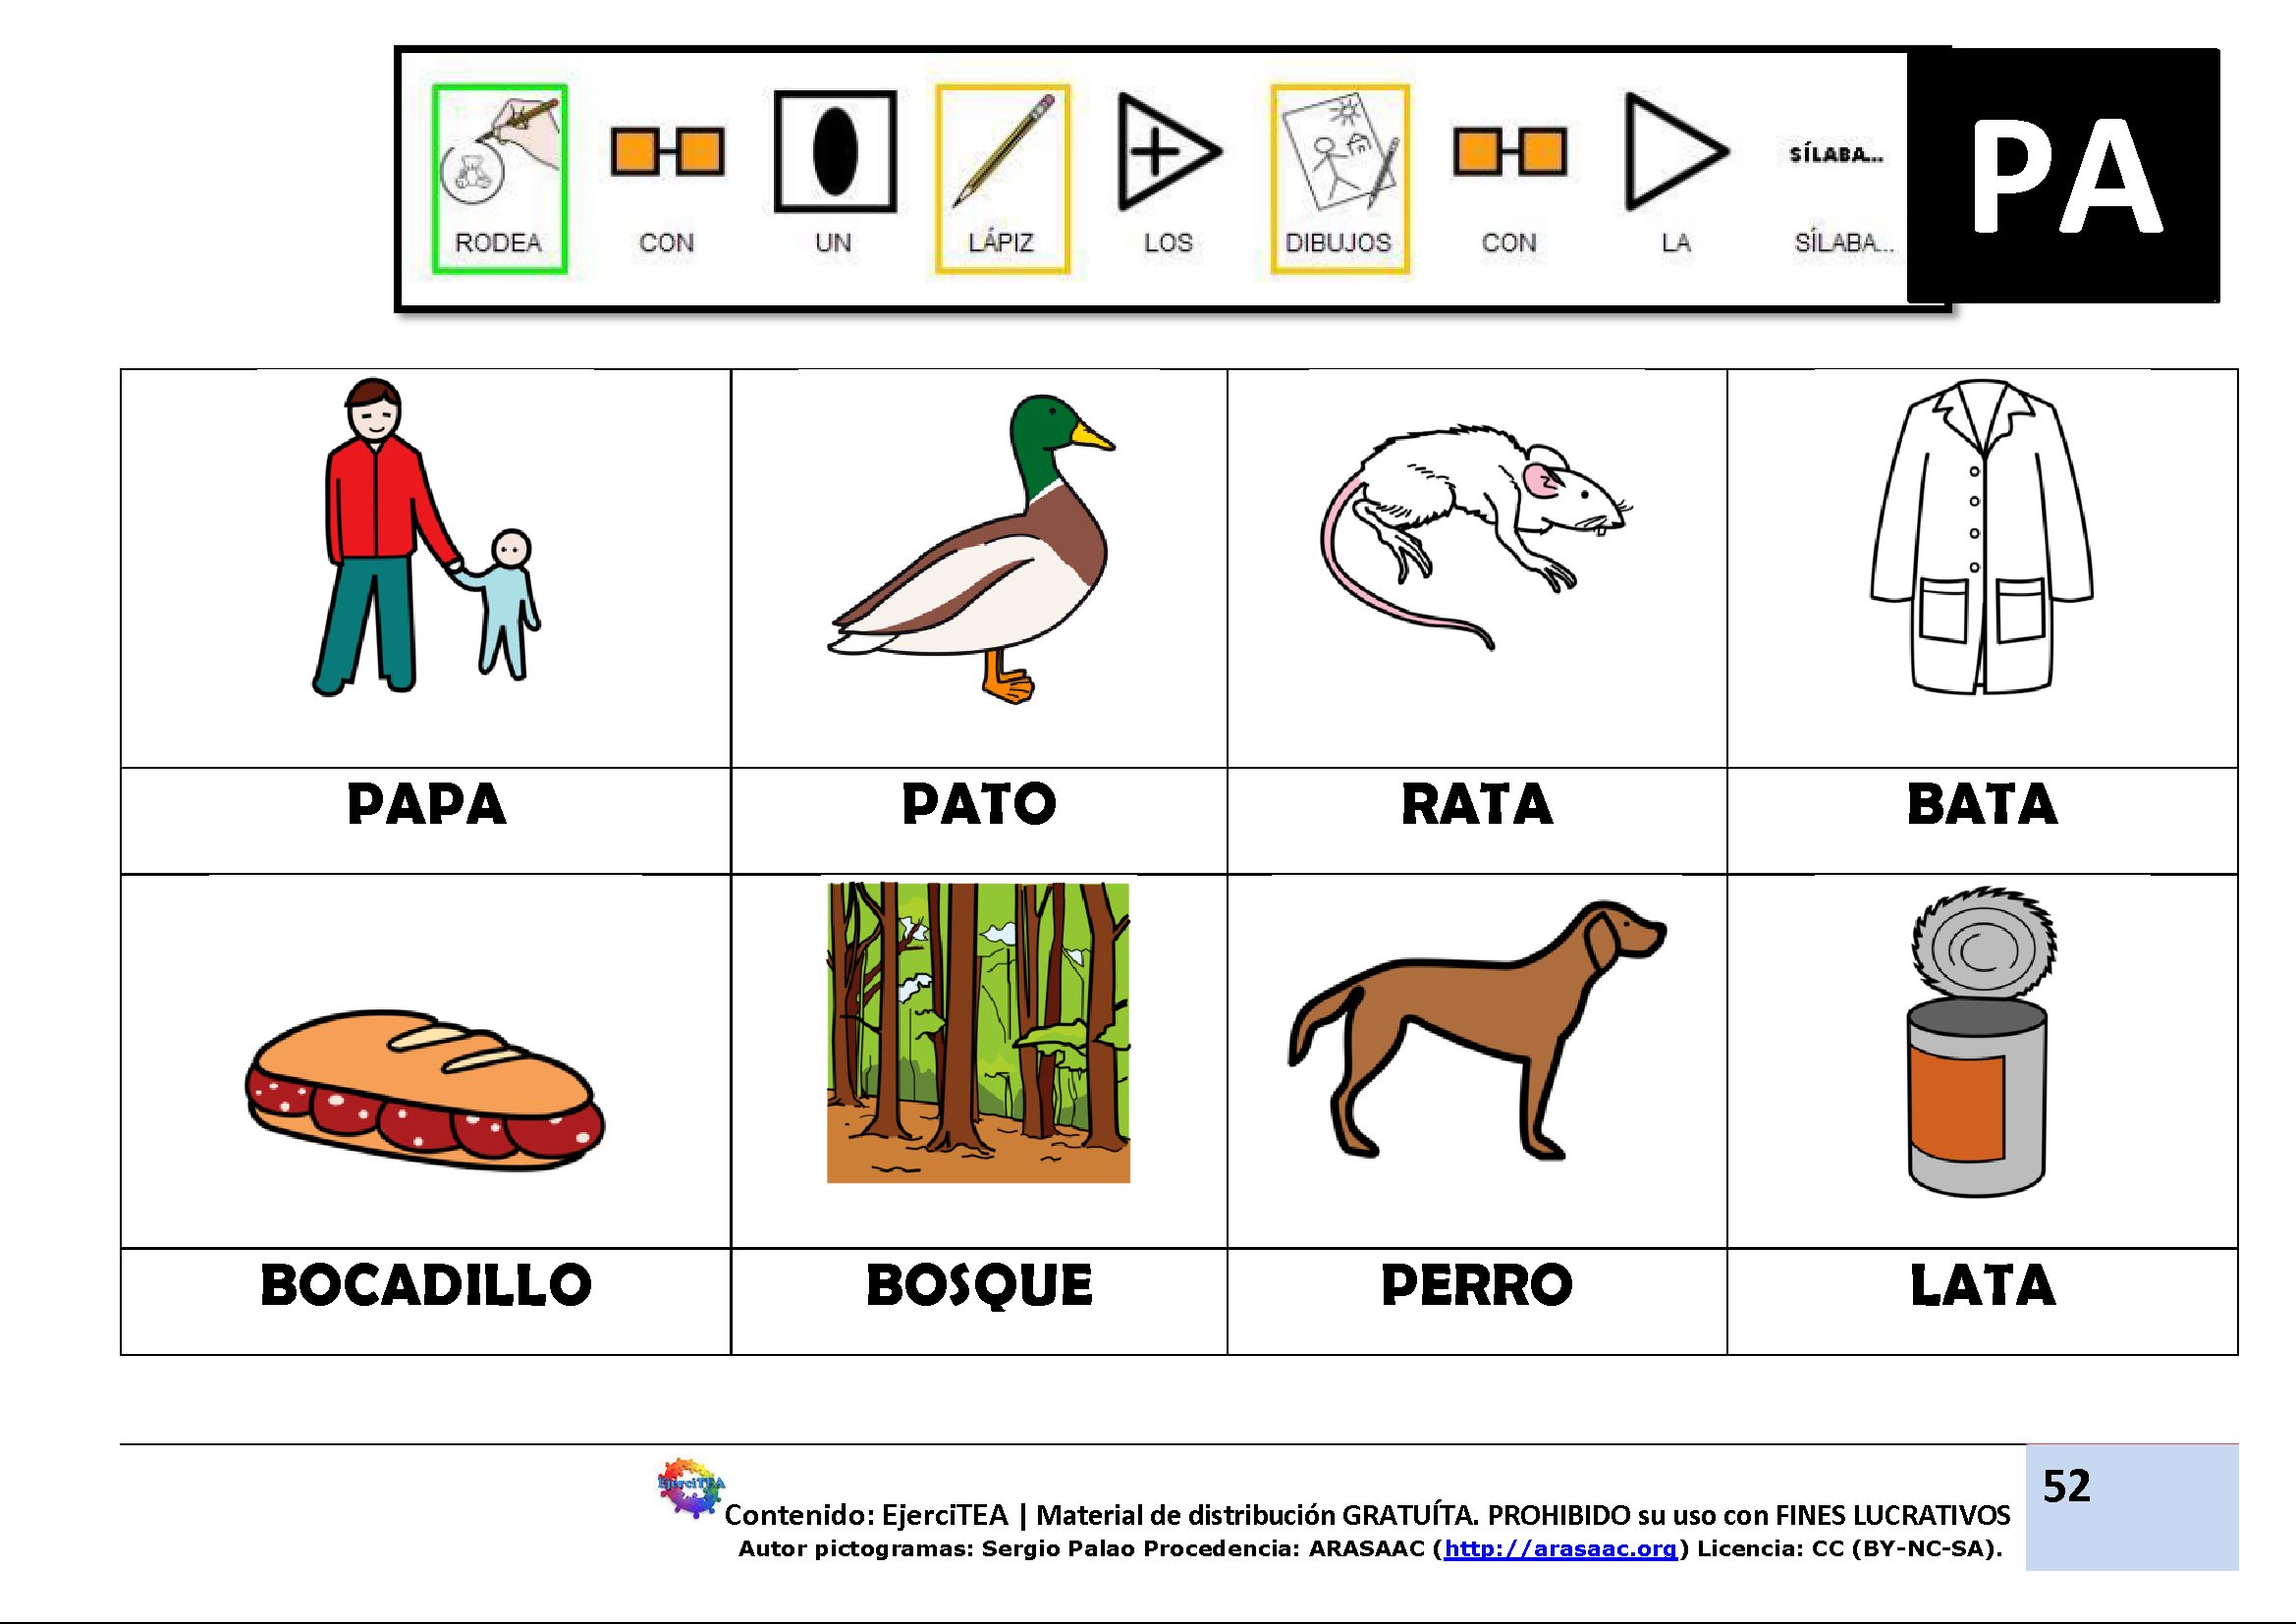 RODEA CON UN LÁPIZ LOS DIBUJOS CON LA SÍLABA... SÍLABA... PA
PAPA PATO RATA BATA
BOCADILLO BOSQUE PERRO LATA
EjerciTEA
52
Contenido: EjerciTEA | Material de distribución GRATUÍTA. PROHIBIDO su uso con FINES LUCRATIVOS
Autor pictogramas: Sergio Palao Procedencia: ARASAAC (http://arasaac.org) Licencia: CC (BY-NC-SA).